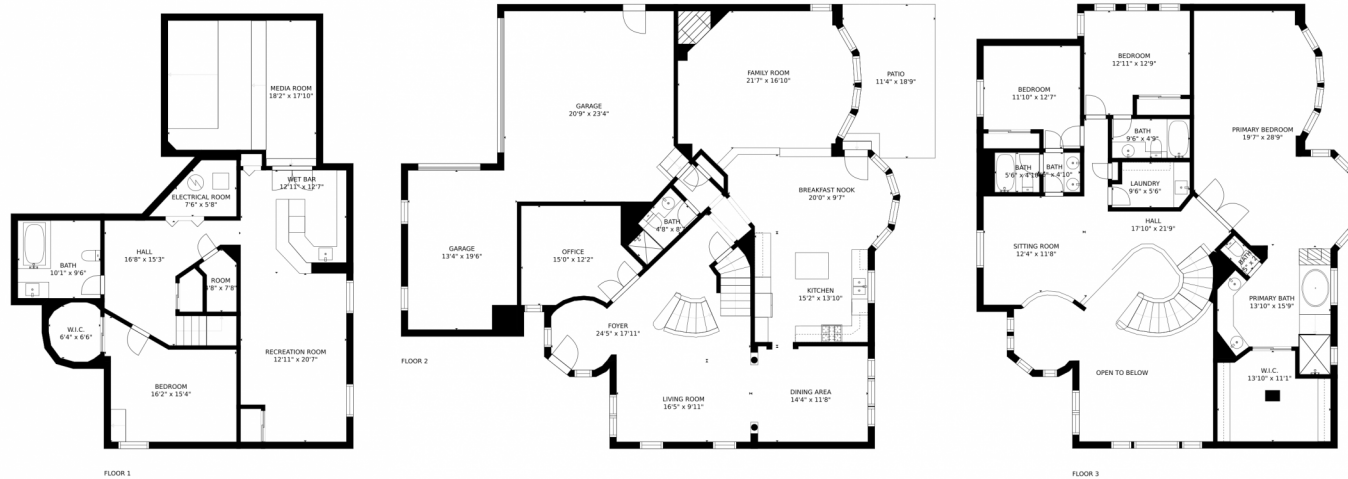 MEDIA ROOM
18'2" x 17'10"
WET BAR
12'11" x 12'7"
ELECTRICAL ROOM
7'6" x 5'8"
HALL
16'8" x 15'3"
BATH
10'1" x 9'6"
ROOM
x 7'8"
W.I.C.
6'4" x 6'6"
RECREATION ROOM
12'11" x 20'7"
BEDROOM
16'2" x 15'4"
FLOOR 1
GARAGE
20'9" x 23'4"
FAMILY ROOM
21'7" x 16'10"
PATIO
11'4" x 18'9"
BREAKFAST NOOK
20'0" x 9'7"
BATH
OFFICE
15'0" x 12'2"
GARAGE
13'4" x 19'6"
KITCHEN
15'2" x 13'10"
FOYER
24'5" x 17'11"
DINING AREA
14'4" x 11'8"
LIVING ROOM
16'5" x 9'11"
FLOOR 2
BEDROOM
12'11" x 12'9"
BEDROOM
11'10" x 12'7"
BATH
9'6" x 4'9"
PRIMARY BEDROOM
19'7" x 28'9"
BATH
5'6" x
BATH
x 4'10"
LAUNDRY
9'6" x 5'6"
HALL
17'10" x 21'9"
SITTING ROOM
12'4" x 11'8"
BATH
PRIMARY BATH
13'10" x 15'9"
OPEN TO BELOW
W.I.C.
13'10" x 11'1"
FLOOR 3